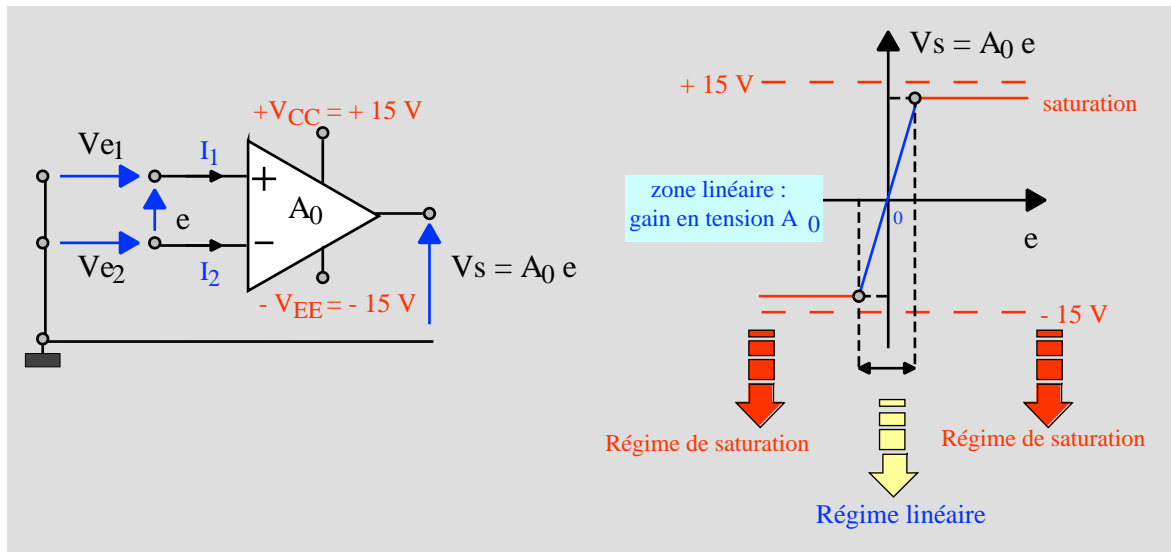 +VCC = + 15 V
Ve1
I1
+
e
A0
−
Ve2
I2
Vs = A0 e
- VEE = - 15 V
Vs = A0 e
+ 15 V
saturation
zone linéaire :
gain en tension A 0
0
e
- 15 V
Régime de saturation
Régime de saturation
Régime linéaire